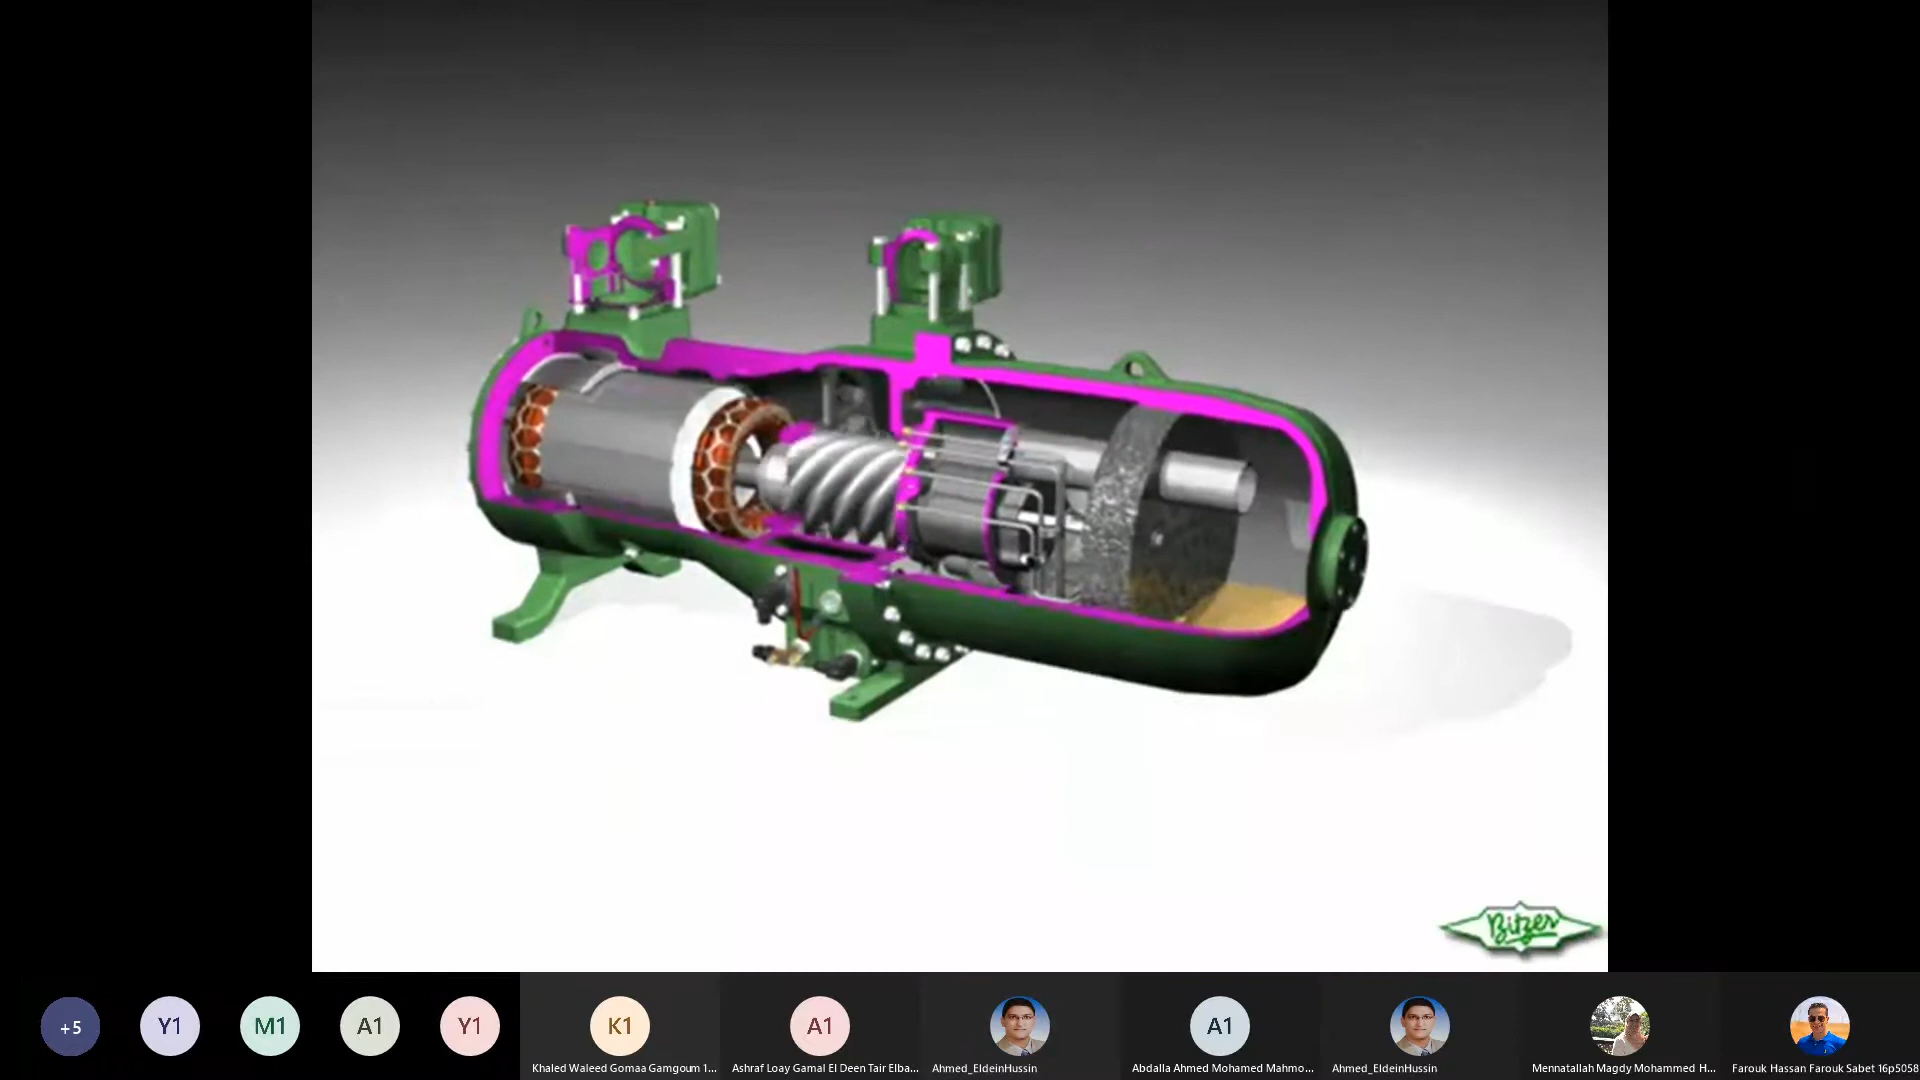 Bitzer
+5
Y1
M1
A1
Y1
K1
A1
A1
Khaled Waleed Gomaa Gamgoum 1...
Ashraf Loay Gamal El Deen Tair Elba...
Ahmed_EldeinHussin
Abdalla Ahmed Mohamed Mahmo...
Ahmed_EldeinHussin
Mennatallah Magdy Mohammed H...
Farouk Hassan Farouk Sabet 16p5058